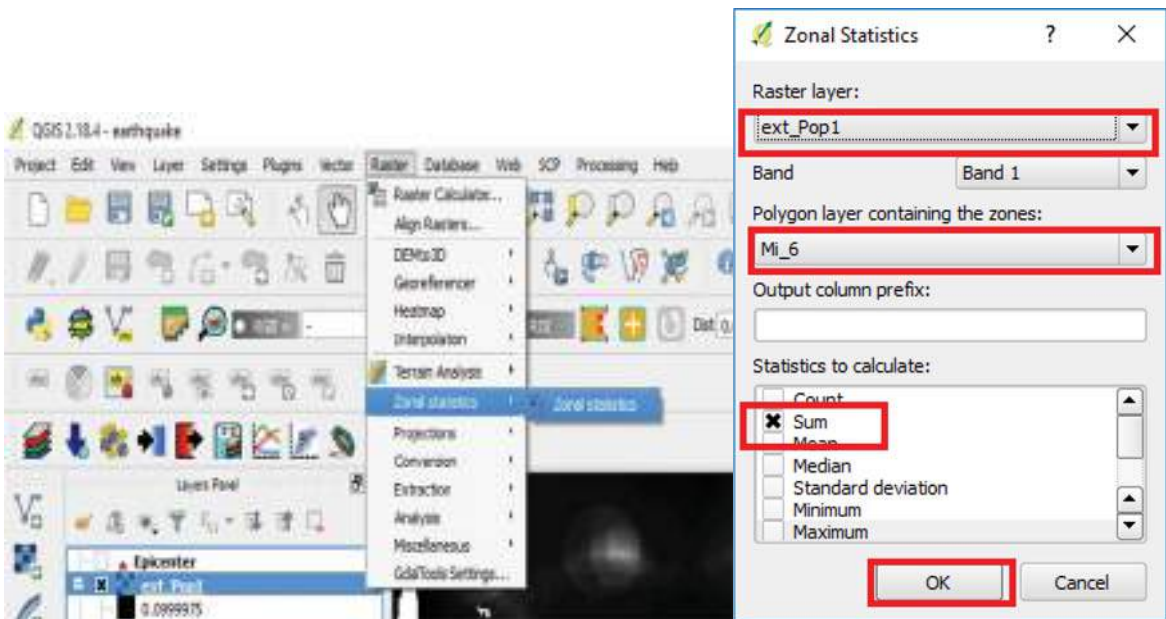 QGIS 2.18.4 - earthquake
Project Edit View Layer Settings Plugins Vector Raster Database Web SCP Processing Help
Raster Calculator...
Align Rasters...
DEMto3D
Georeferencer
Heatmap
Interpolation
Terrain Analysis
Zonal statistics
Zonal statistics
Projections
Conversion
Extraction
Analysis
Miscellaneous
GdalTools Settings...
Layers Panel
Epicenter
ext_Pop1
0.0999975
Zonal Statistics
Raster layer:
ext_Pop1
Band Band 1
Polygon layer containing the zones:
Mi_6
Output column prefix:
Statistics to calculate:
Count
Sum
Mean
Median
Standard deviation
Minimum
Maximum
OK Cancel